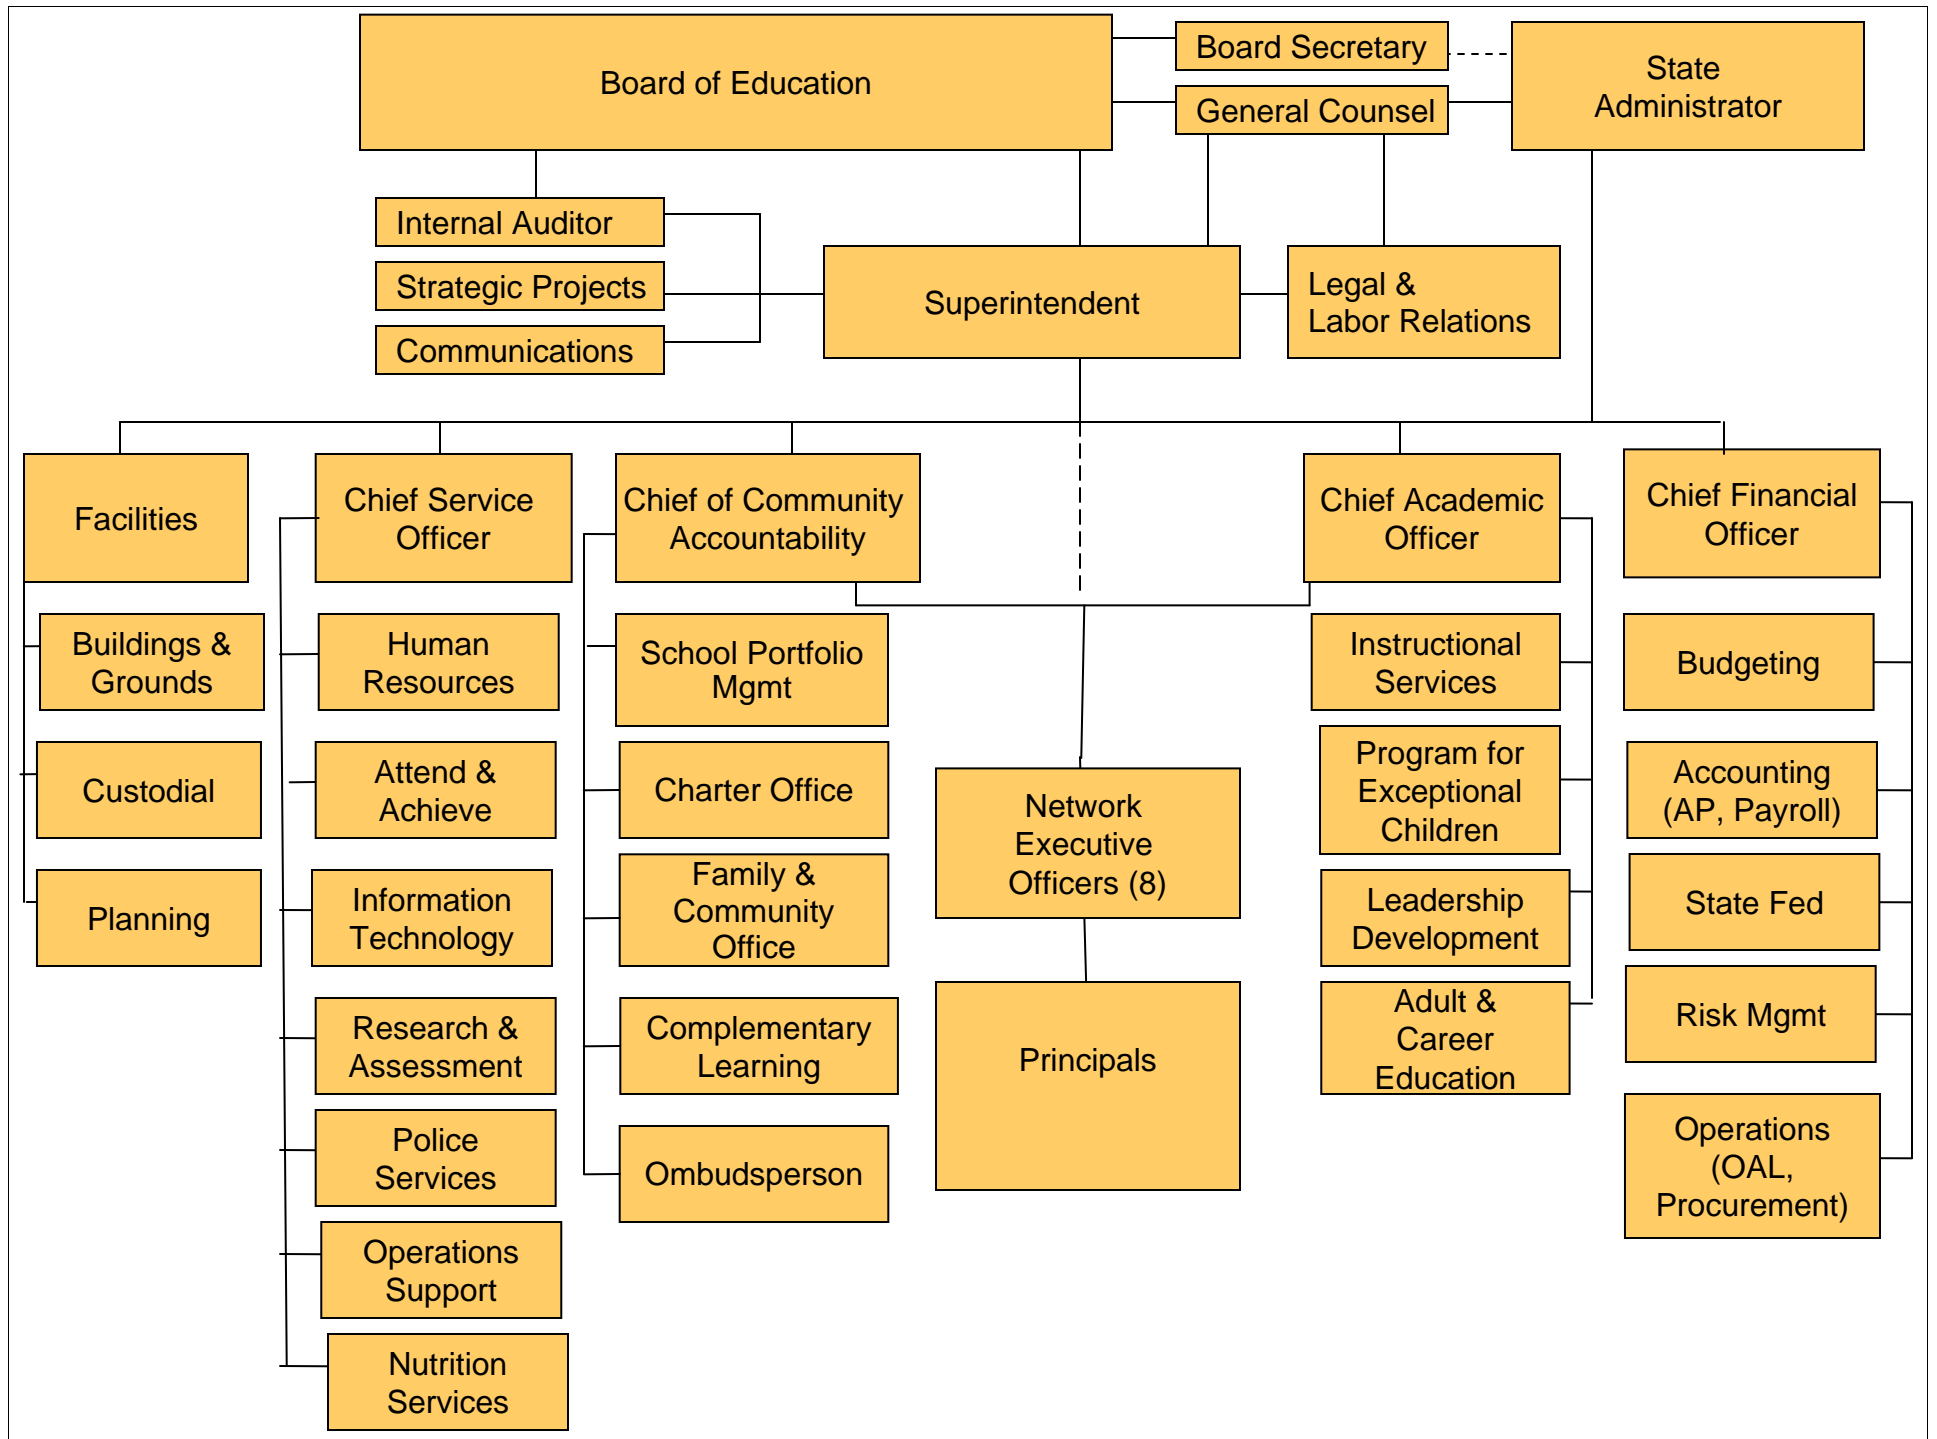 Board of Education
Board Secretary
General Counsel
State
Administrator
Internal Auditor
Strategic Projects
Communications
Superintendent
Legal &
Labor Relations
Facilities
Chief Service
Officer
Chief of Community
Accountability
Chief Academic
Officer
Chief Financial
Officer
Buildings &
Grounds
Custodial
Planning
Human
Resources
Attend &
Achieve
Information
Technology
Research &
Assessment
Police
Services
Operations
Support
Nutrition
Services
School Portfolio
Mgmt
Charter Office
Family &
Community
Office
Complementary
Learning
Ombudsperson
Network
Executive
Officers (8)
Principals
Instructional
Services
Program for
Exceptional
Children
Leadership
Development
Adult &
Career
Education
Budgeting
Accounting
(AP, Payroll)
State Fed
Risk Mgmt
Operations
(OAL,
Procurement)